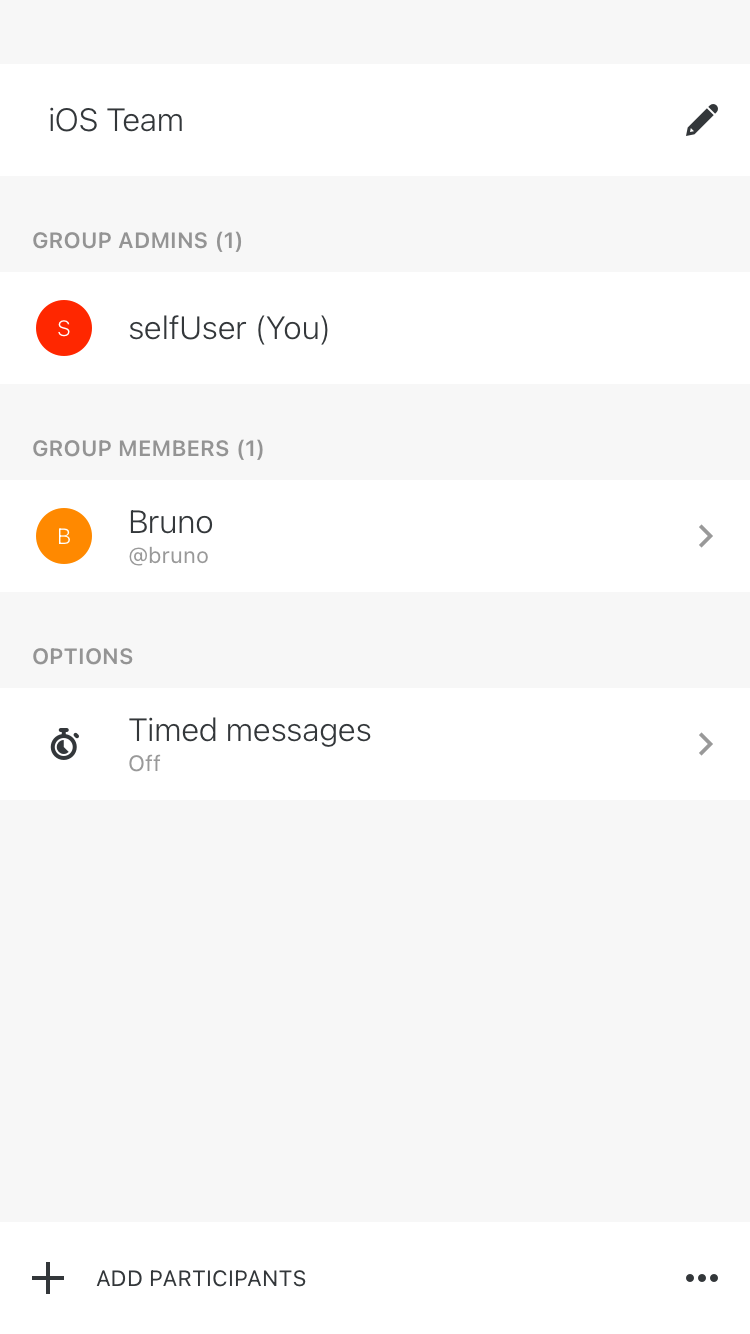 iOS Team
GROUP ADMINS (1)
S
selfUser (You)
GROUP MEMBERS (1)
B
Bruno
@bruno
OPTIONS
Timed messages
Off
ADD PARTICIPANTS